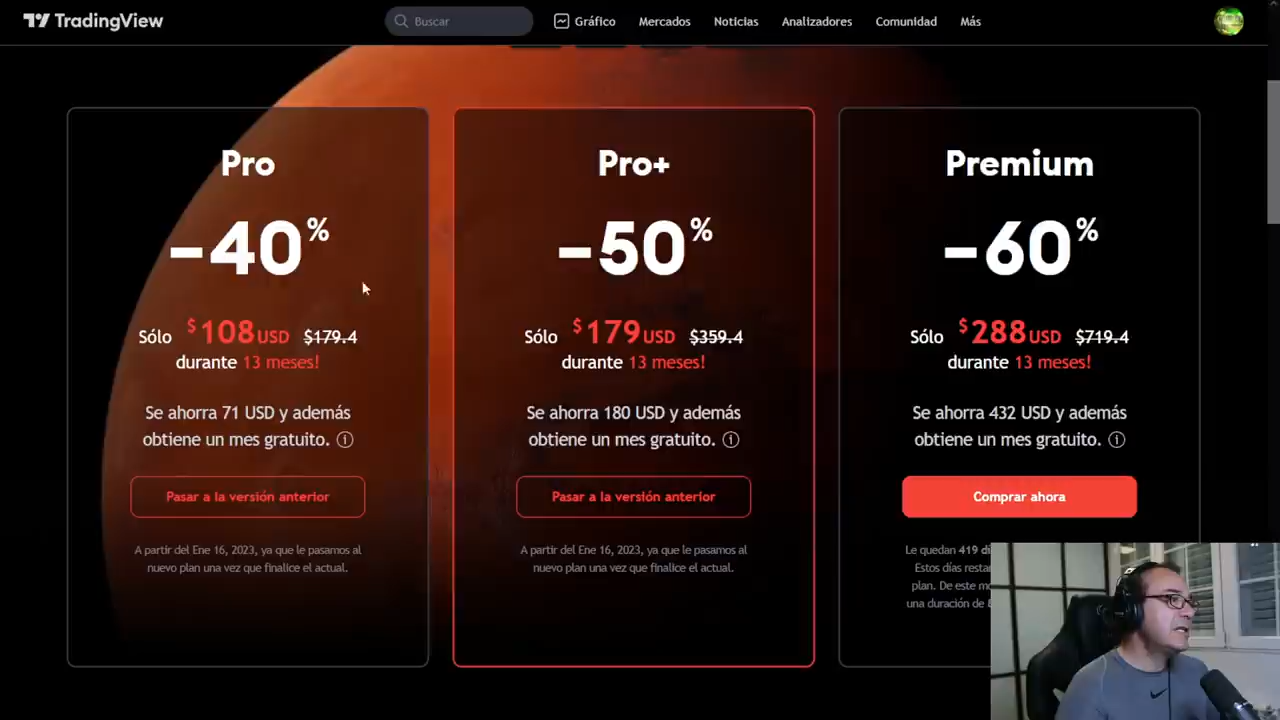 TradingView
Buscar
Gráfico
Mercados
Noticias
Analizadores
Comunidad
Más
Pro
-40%
Sólo $108 USD $179.4
durante 13 meses!
Se ahorra 71 USD y además
obtiene un mes gratuito.
Pasar a la versión anterior
A partir del Ene 16, 2023, ya que le pasamos al
nuevo plan una vez que finalice el actual.
Pro+
-50%
Sólo $179 USD $359.4
durante 13 meses!
Se ahorra 180 USD y además
obtiene un mes gratuito.
Pasar a la versión anterior
A partir del Ene 16, 2023, ya que le pasamos al
nuevo plan una vez que finalice el actual.
Premium
-60%
Sólo $288 USD $719.4
durante 13 meses!
Se ahorra 432 USD y además
obtiene un mes gratuito.
Comprar ahora
Le quedan 419
Estos días
plan. De este
una duración de